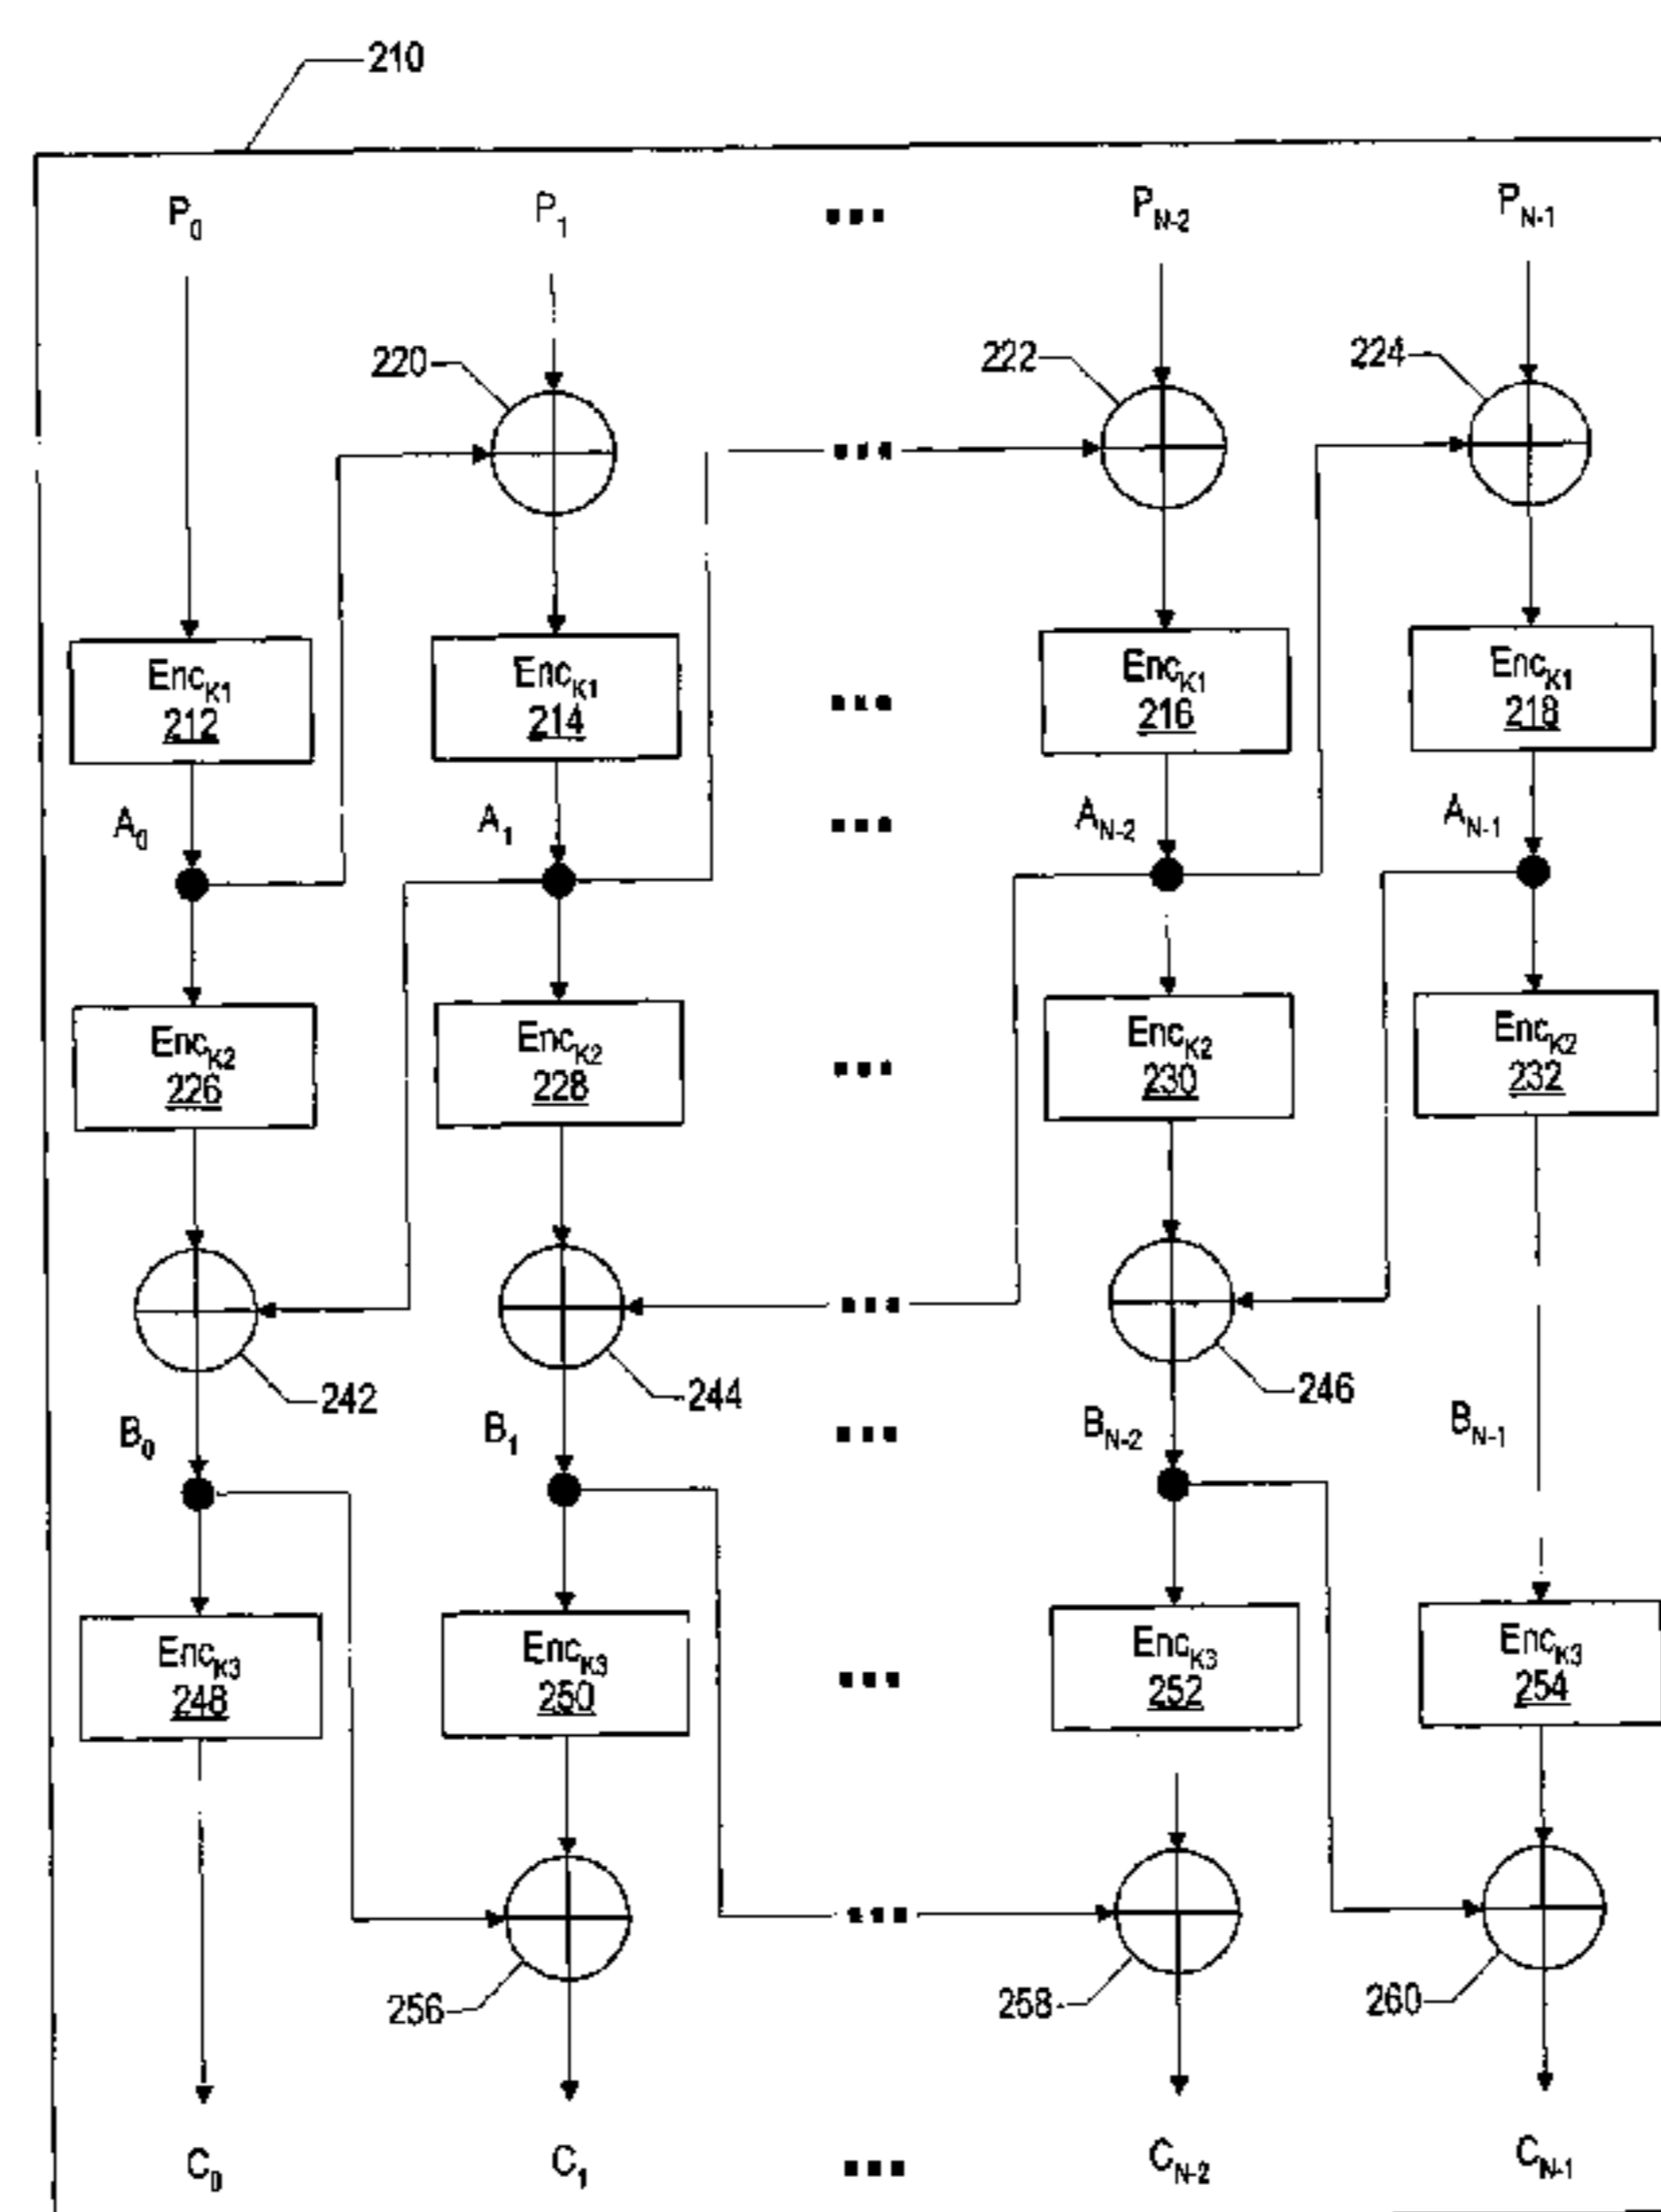 210
P0 P1 ... PN-2 PN-1
220 222 224
...
EncK1 EncK1 EncK1 EncK1
212 214 ... 216 218
A0 A1 ... AN-2 AN-1
EncK2 EncK2 EncK2 EncK2
226 228 ... 230 232
...
242 244 246
B0 B1 ... BN-2 BN-1
EncK3 EncK3 EncK3 EncK3
248 250 ... 252 254
...
256 258 260
C0 C1 ... CN-2 CN-1